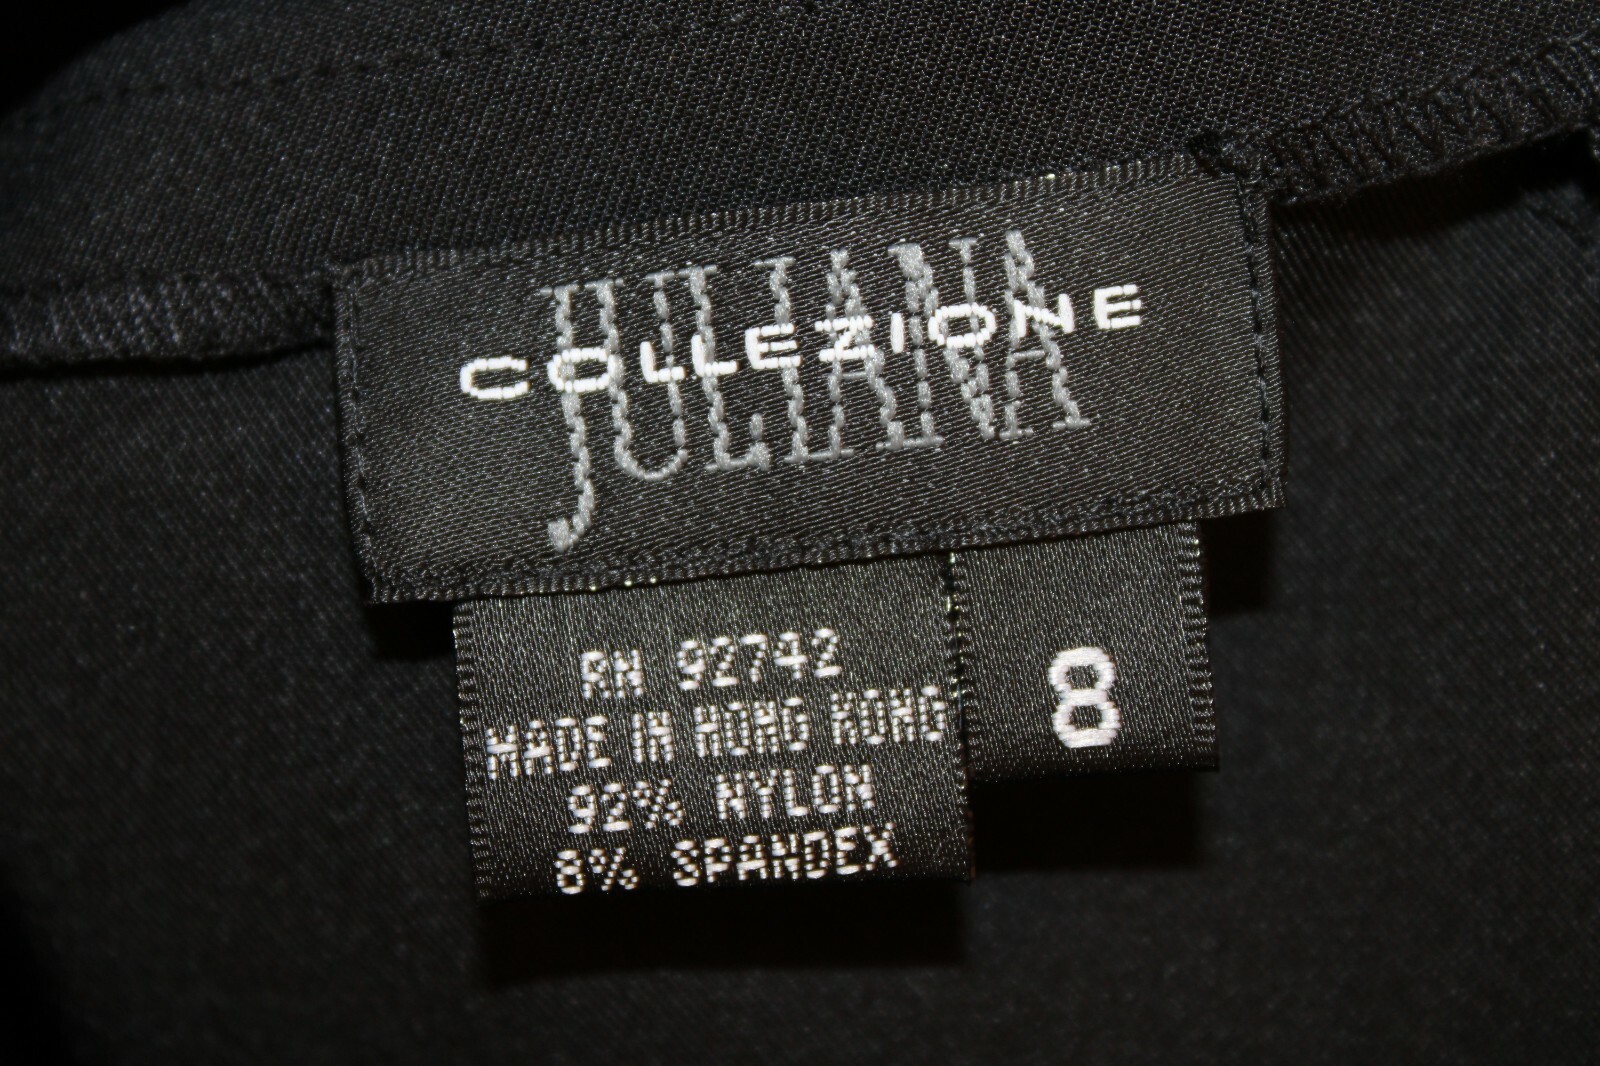 JULIANA
COLLEZIONE
RN 92742
MADE IN HONG KONG
92% NYLON
8% SPANDEX
8